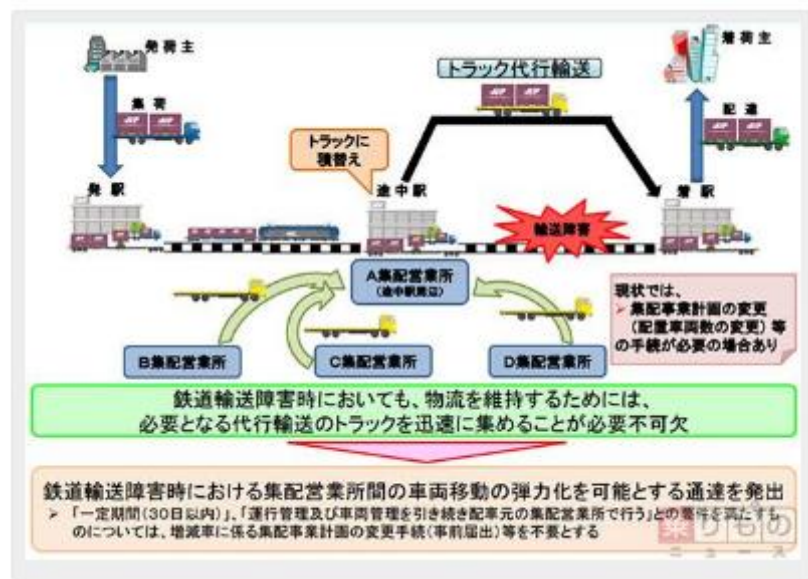 発荷主
着荷主
トラック代行輸送
集荷
配達
トラックに
積替え
発駅
途中駅
着駅
輸送障害
A集配営業所
(途中駅周辺)
現状では、
➢ 集配事業計画の変更
(配置車両数の変更)等
の手続が必要の場合あり
B集配営業所
C集配営業所
D集配営業所
鉄道輸送障害時においても、物流を維持するためには、
必要となる代行輸送のトラックを迅速に集めることが必要不可欠
鉄道輸送障害時における集配営業所間の車両移動の弾力化を可能とする通達を発出
➢ 「一定期間(30日以内)」、「運行管理及び車両管理を引き続き配車元の集配営業所で行う」との要件を満たすも
のについては、増減車に係る集配事業計画の変更手続(事前届出)等を不要とする
乗りもの
ニュース